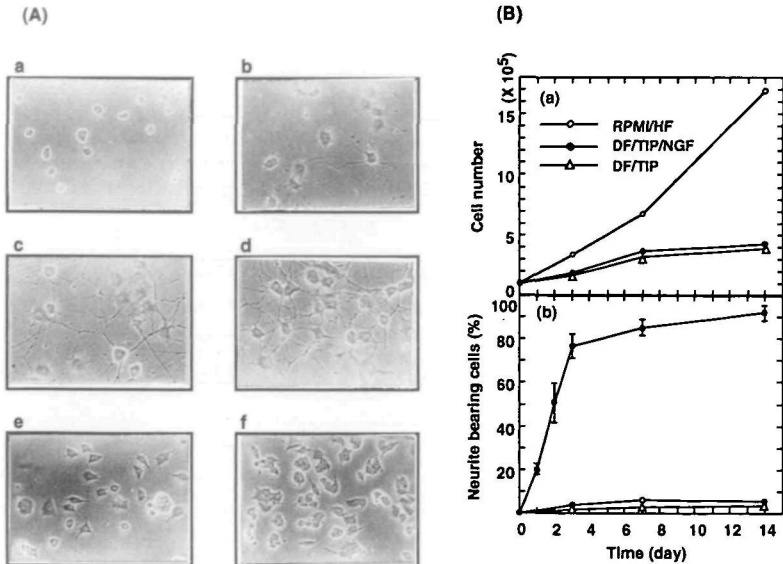 (A)
a
b
c
d
e
f
(B)
(a)
RPMI/HF
DF/TIP/NGF
DF/TIP
Cell number
(X 10⁵)
15
10
5
0
(b)
Neurite bearing cells (%)
100
80
60
40
20
0
2
4
6
8
10
12
14
Time (day)